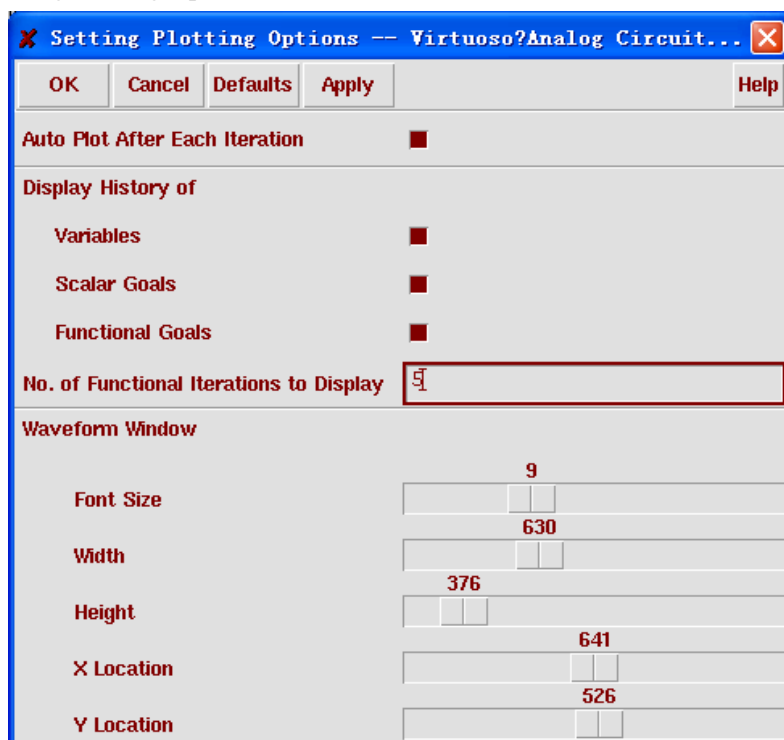 Setting Plotting Options -- Virtuoso?Analog Circuit...
OK Cancel Defaults Apply Help
Auto Plot After Each Iteration
Display History of
Variables
Scalar Goals
Functional Goals
No. of Functional Iterations to Display 5
Waveform Window
9
Font Size
630
Width
376
Height
641
X Location
526
Y Location